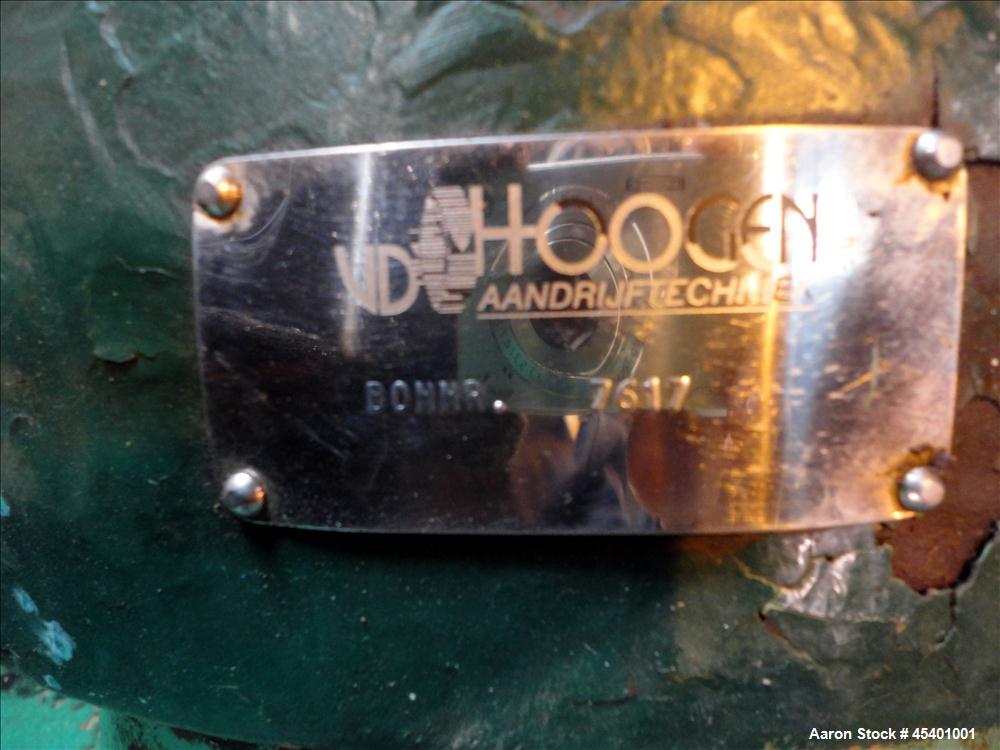 VD HOOGEN
AANDRIJFTECHNIEK
BONNR. 7617
Aaron Stock # 45401001